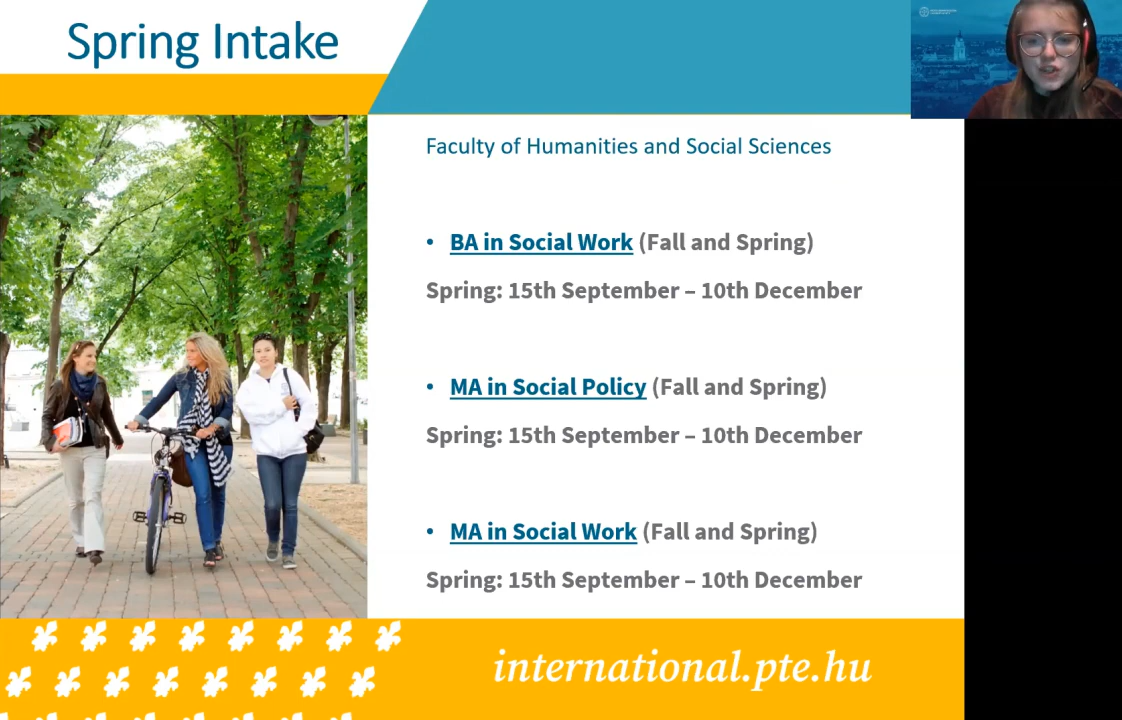 Spring Intake
Faculty of Humanities and Social Sciences
• BA in Social Work (Fall and Spring)
Spring: 15th September – 10th December
• MA in Social Policy (Fall and Spring)
Spring: 15th September – 10th December
• MA in Social Work (Fall and Spring)
Spring: 15th September – 10th December
international.pte.hu